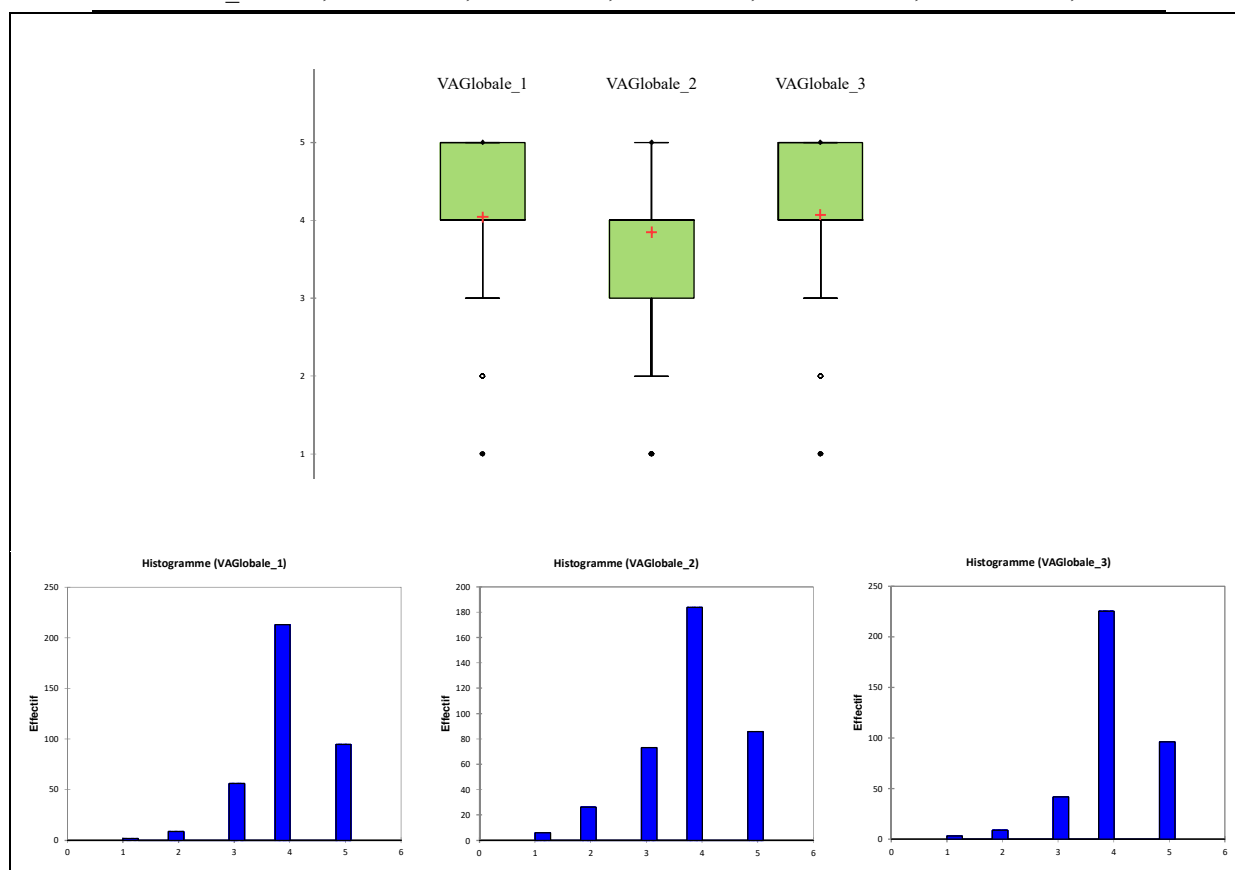 VAGlobale_1 VAGlobale_2 VAGlobale_3
5
4
3
2
1
Histogramme (VAGlobale_1)
250
200
150
100
50
0
Effectif
0 1 2 3 4 5 6
Histogramme (VAGlobale_2)
200
180
160
140
120
100
80
60
40
20
0
Effectif
0 1 2 3 4 5 6
Histogramme (VAGlobale_3)
250
200
150
100
50
0
Effectif
0 1 2 3 4 5 6